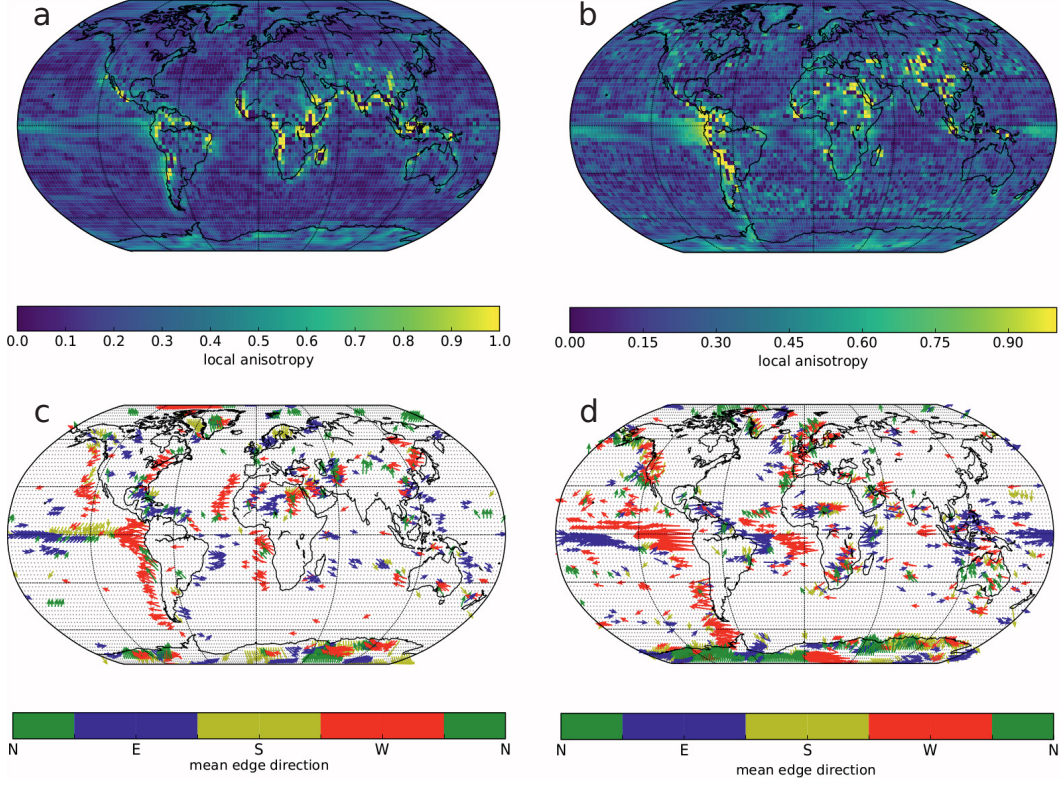 a
b
0.0 0.1 0.2 0.3 0.4 0.5 0.6 0.7 0.8 0.9 1.0
local anisotropy
0.00 0.15 0.30 0.45 0.60 0.75 0.90
local anisotropy
c
d
N E S W N
mean edge direction
N E S W N
mean edge direction